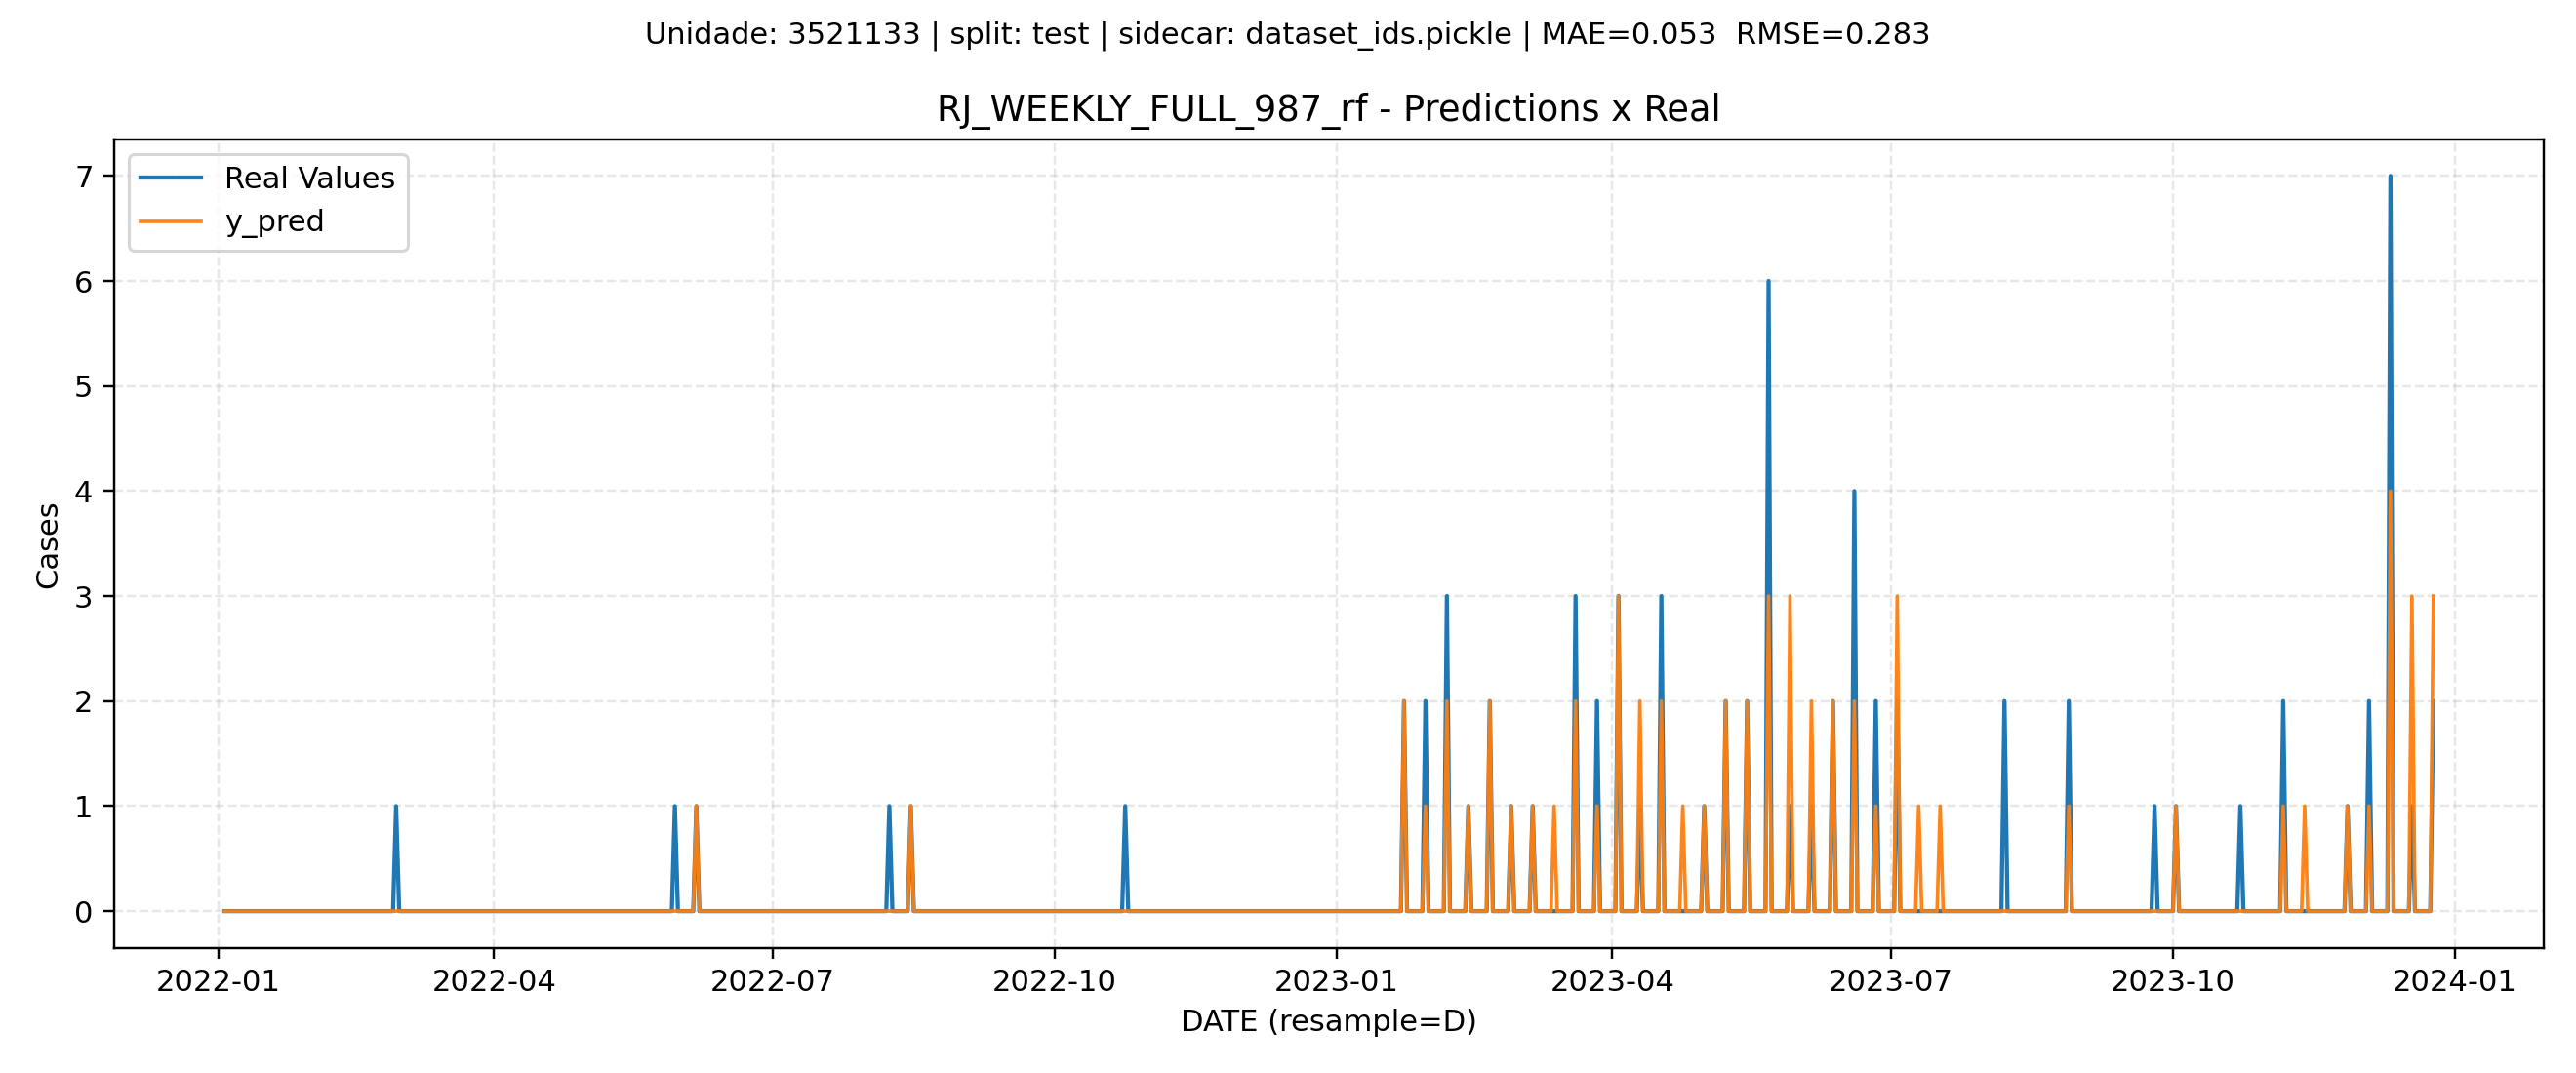 Unidade: 3521133 | split: test | sidecar: dataset_ids.pickle | MAE=0.053  RMSE=0.283
RJ_WEEKLY_FULL_987_rf - Predictions x Real
Real Values
y_pred
7
6
5
4
3
2
1
0
Cases
2022-01
2022-04
2022-07
2022-10
2023-01
2023-04
2023-07
2023-10
2024-01
DATE (resample=D)